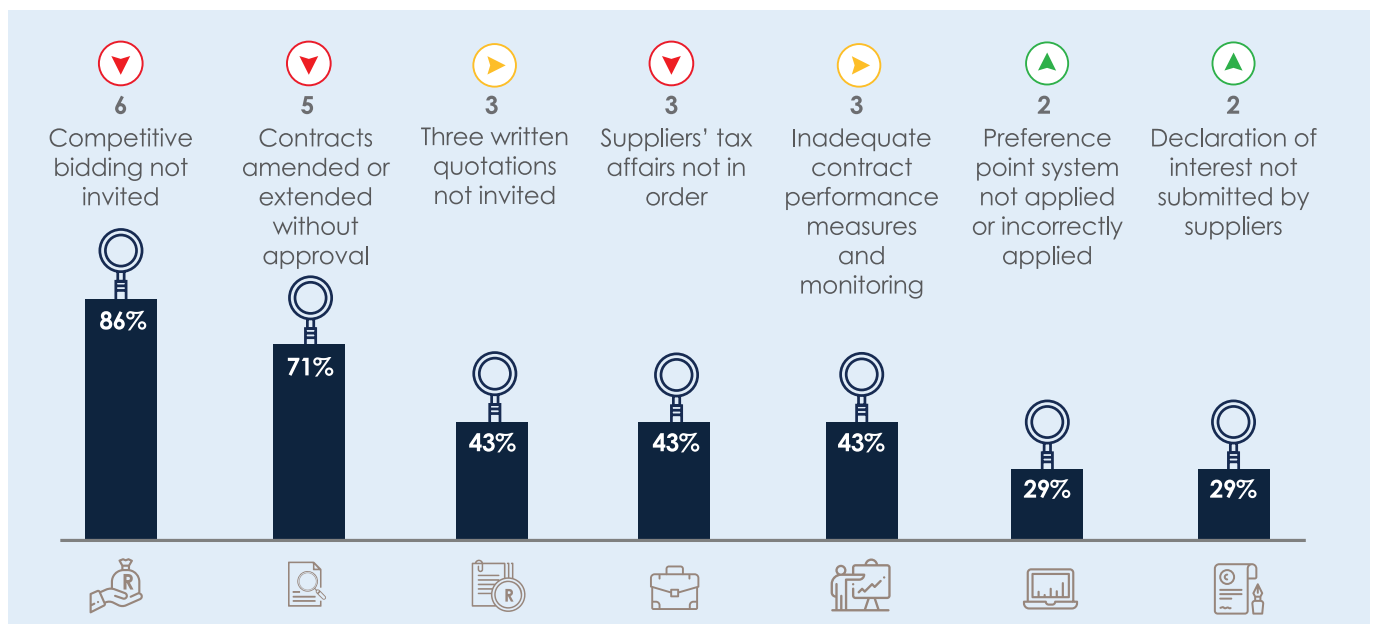 6
Competitive
bidding not
invited
86%
5
Contracts
amended or
extended
without
approval
71%
3
Three written
quotations
not invited
43%
3
Suppliers' tax
affairs not in
order
43%
3
Inadequate
contract
performance
measures
and
monitoring
43%
2
Preference
point system
not applied
or incorrectly
applied
29%
2
Declaration of
interest not
submitted by
suppliers
29%
R
R
€